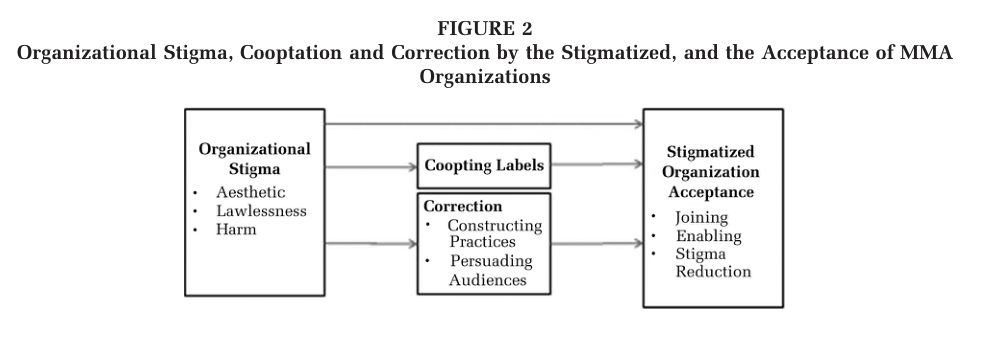 FIGURE 2
Organizational Stigma, Cooptation and Correction by the Stigmatized, and the Acceptance of MMA
Organizations
Organizational
Stigma
• Aesthetic
• Lawlessness
• Harm
Coopting Labels
Correction
• Constructing
Practices
• Persuading
Audiences
Stigmatized
Organization
Acceptance
• Joining
• Enabling
• Stigma
Reduction